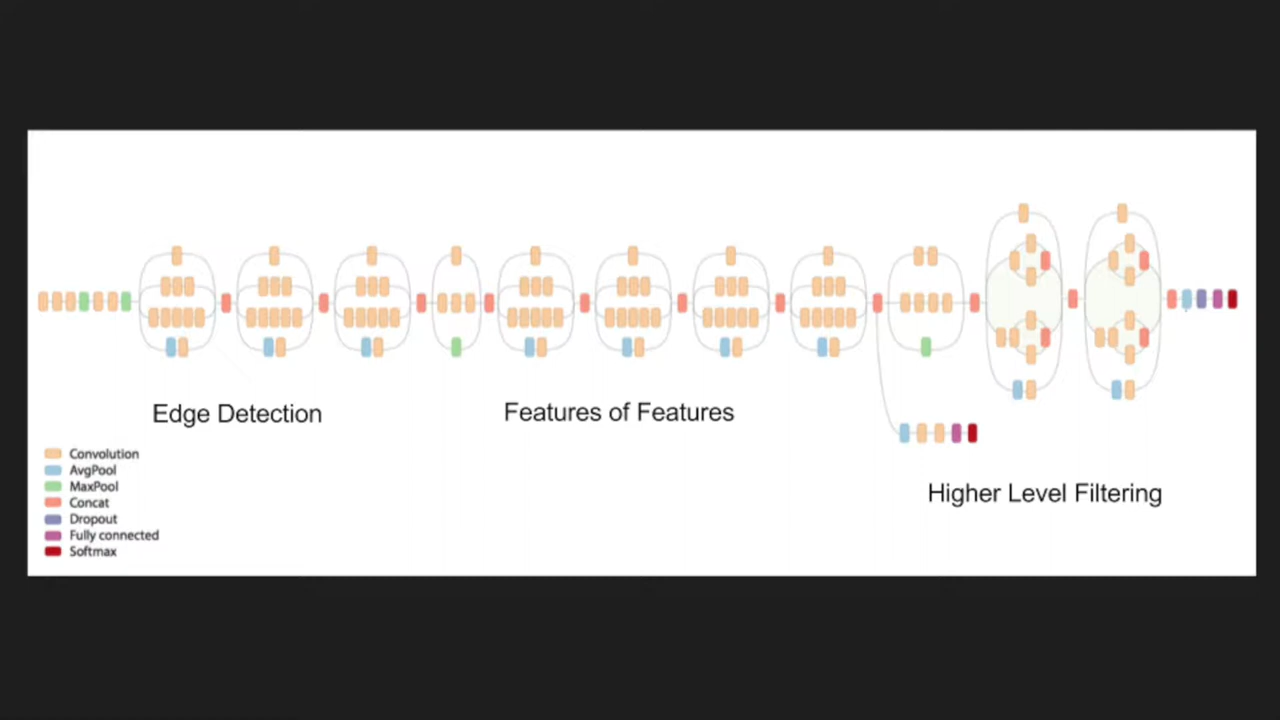 Edge Detection
Features of Features
Higher Level Filtering
Convolution
AvgPool
MaxPool
Concat
Dropout
Fully connected
Softmax